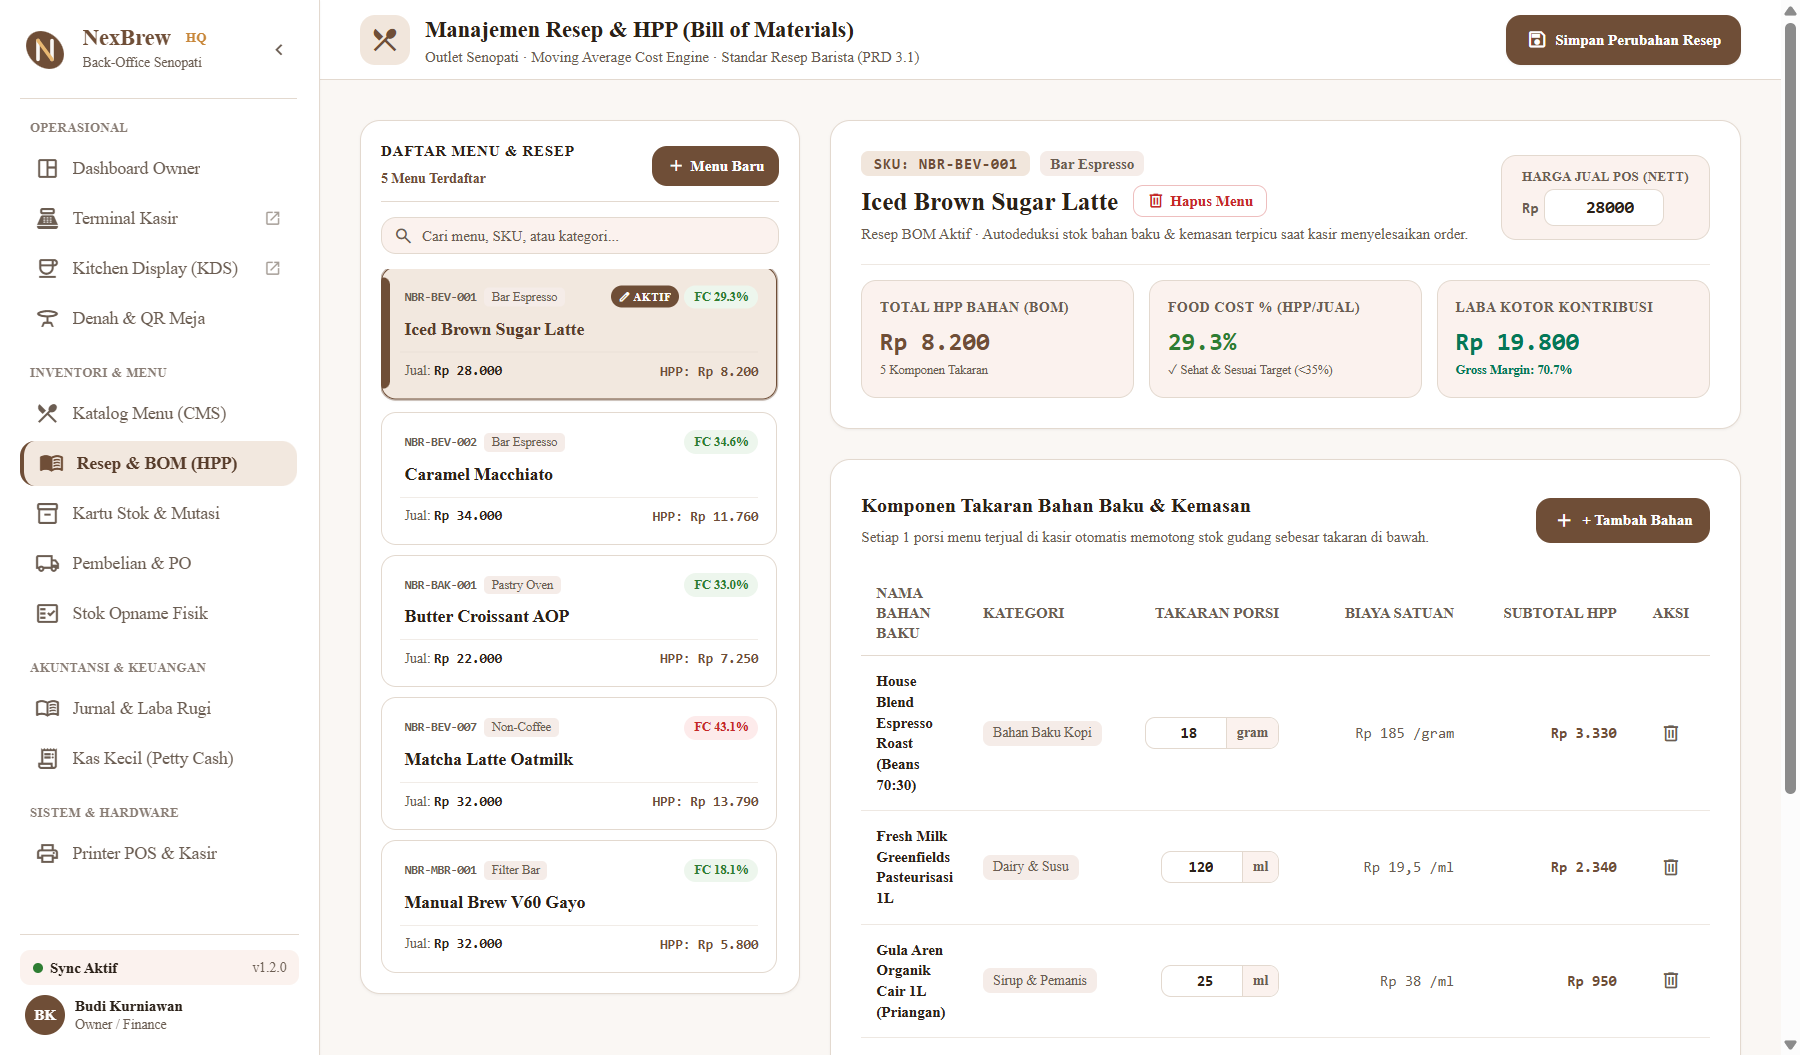 NexBrew HQ
Back-Office Senopati
OPERASIONAL
Dashboard Owner
Terminal Kasir
Kitchen Display (KDS)
Denah & QR Meja
INVENTORI & MENU
Katalog Menu (CMS)
Resep & BOM (HPP)
Kartu Stok & Mutasi
Pembelian & PO
Stok Opname Fisik
AKUNTANSI & KEUANGAN
Jurnal & Laba Rugi
Kas Kecil (Petty Cash)
SISTEM & HARDWARE
Printer POS & Kasir
Sync Aktif v1.2.0
BK
Budi Kurniawan
Owner / Finance
Manajemen Resep & HPP (Bill of Materials)
Outlet Senopati · Moving Average Cost Engine · Standar Resep Barista (PRD 3.1)
Simpan Perubahan Resep
DAFTAR MENU & RESEP
5 Menu Terdaftar
Menu Baru
Cari menu, SKU, atau kategori...
NBR-BEV-001 Bar Espresso AKTIF FC 29.3%
Iced Brown Sugar Latte
Jual: Rp 28.000 HPP: Rp 8.200
NBR-BEV-002 Bar Espresso FC 34.6%
Caramel Macchiato
Jual: Rp 34.000 HPP: Rp 11.760
NBR-BAK-001 Pastry Oven FC 33.0%
Butter Croissant AOP
Jual: Rp 22.000 HPP: Rp 7.250
NBR-BEV-007 Non-Coffee FC 43.1%
Matcha Latte Oatmilk
Jual: Rp 32.000 HPP: Rp 13.790
NBR-MBR-001 Filter Bar FC 18.1%
Manual Brew V60 Gayo
Jual: Rp 32.000 HPP: Rp 5.800
SKU: NBR-BEV-001 Bar Espresso
Iced Brown Sugar Latte Hapus Menu
Resep BOM Aktif · Autodeduksi stok bahan baku & kemasan terpicu saat kasir menyelesaikan order.
HARGA JUAL POS (NETT)
Rp 28000
TOTAL HPP BAHAN (BOM)
Rp 8.200
5 Komponen Takaran
FOOD COST % (HPP/JUAL)
29.3%
✓ Sehat & Sesuai Target (<35%)
LABA KOTOR KONTRIBUSI
Rp 19.800
Gross Margin: 70.7%
Komponen Takaran Bahan Baku & Kemasan
Setiap 1 porsi menu terjual di kasir otomatis memotong stok gudang sebesar takaran di bawah.
+ Tambah Bahan
NAMA
BAHAN
BAKU
KATEGORI TAKARAN PORSI BIAYA SATUAN SUBTOTAL HPP AKSI
House
Blend
Espresso
Roast
(Beans
70:30)
Bahan Baku Kopi 18 gram Rp 185 /gram Rp 3.330
Fresh Milk
Greenfields
Pasteurisasi
1L
Dairy & Susu 120 ml Rp 19,5 /ml Rp 2.340
Gula Aren
Organik
Cair 1L
(Priangan)
Sirup & Pemanis 25 ml Rp 38 /ml Rp 950